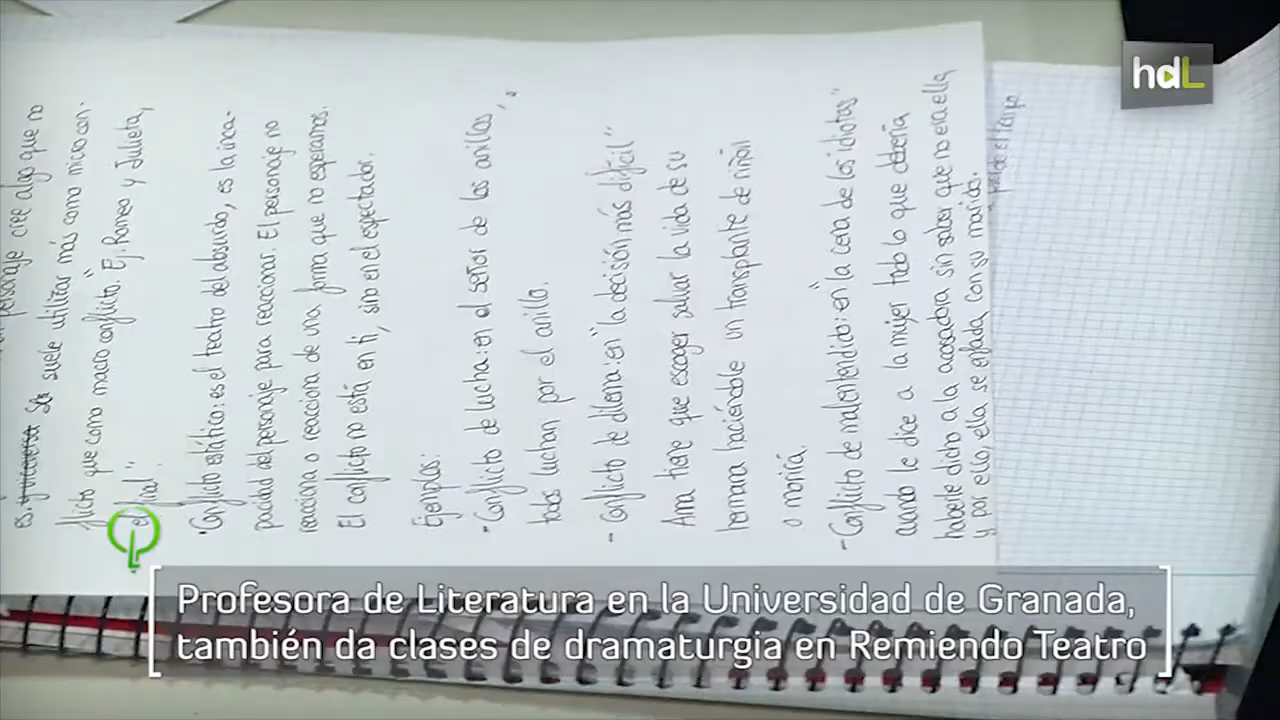 personaje cree algo que no
es. Se suele utilizar más como micro con-
flicto que como macro conflicto. Ej. "Romeo y Julieta,
el final".
· Conflicto estático: es el teatro del absurdo, es la inca-
pacidad del personaje para reaccionar. El personaje no
reacciona o reacciona de una forma que no esperamos.
El conflicto no está en ti, sino en el espectador.
Ejemplos:
- Conflicto de lucha: en "el señor de los anillos",
todos luchan por el anillo.
- Conflicto de dilema: en "la decisión más difícil"
Anna tiene que escoger salvar la vida de su
hermana haciéndole un transplante de riñón
o morirá.
- Conflicto de malentendido: en "la cena de los idiotas"
cuando le dice a la mujer todo lo que debería
haberle dicho a la acosadora sin saber que no era ella,
y por ello, ella, se enfada con su marido.
el tiempo
hdL
Profesora de Literatura en la Universidad de Granada,
también da clases de dramaturgia en Remiendo Teatro